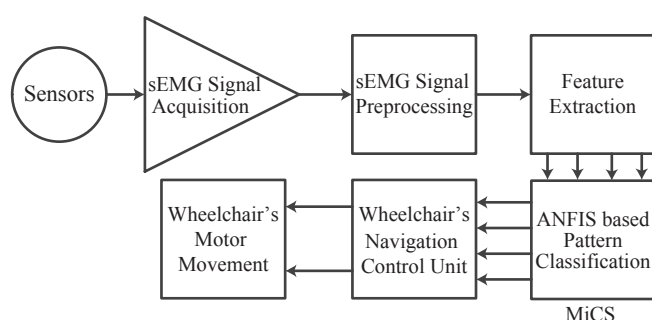 Sensors
sEMG Signal
Acquisition
sEMG Signal
Preprocessing
Feature
Extraction
Wheelchair's
Motor
Movement
Wheelchair's
Navigation
Control Unit
ANFIS based
Pattern
Classification
MiCS